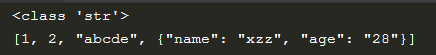 <class 'str'>
[1, 2, "abcde", {"name": "xzz", "age": "28"}]